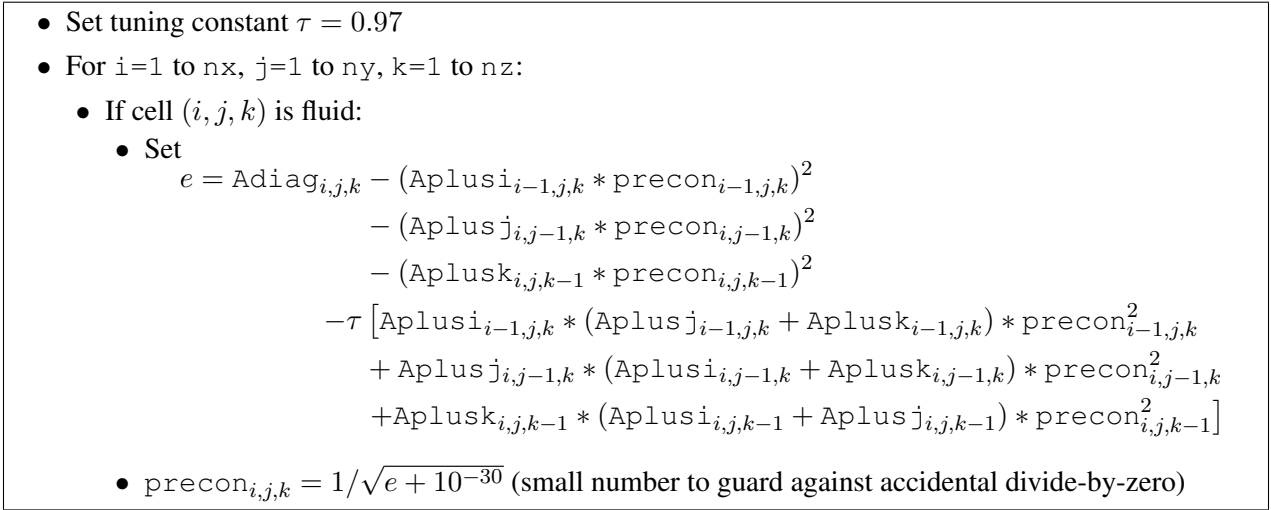 • Set tuning constant τ = 0.97
• For i=1 to nx, j=1 to ny, k=1 to nz:
• If cell (i, j, k) is fluid:
• Set
e = Adiag_{i,j,k} − (Aplusi_{i−1,j,k} ∗ precon_{i−1,j,k})^2
− (Aplusj_{i,j−1,k} ∗ precon_{i,j−1,k})^2
− (Aplusk_{i,j,k−1} ∗ precon_{i,j,k−1})^2
−τ [Aplusi_{i−1,j,k} ∗ (Aplusj_{i−1,j,k} + Aplusk_{i−1,j,k}) ∗ precon^2_{i−1,j,k}
+ Aplusj_{i,j−1,k} ∗ (Aplusi_{i,j−1,k} + Aplusk_{i,j−1,k}) ∗ precon^2_{i,j−1,k}
+Aplusk_{i,j,k−1} ∗ (Aplusi_{i,j,k−1} + Aplusj_{i,j,k−1}) ∗ precon^2_{i,j,k−1}]
• precon_{i,j,k} = 1/√(e + 10^{−30}) (small number to guard against accidental divide-by-zero)